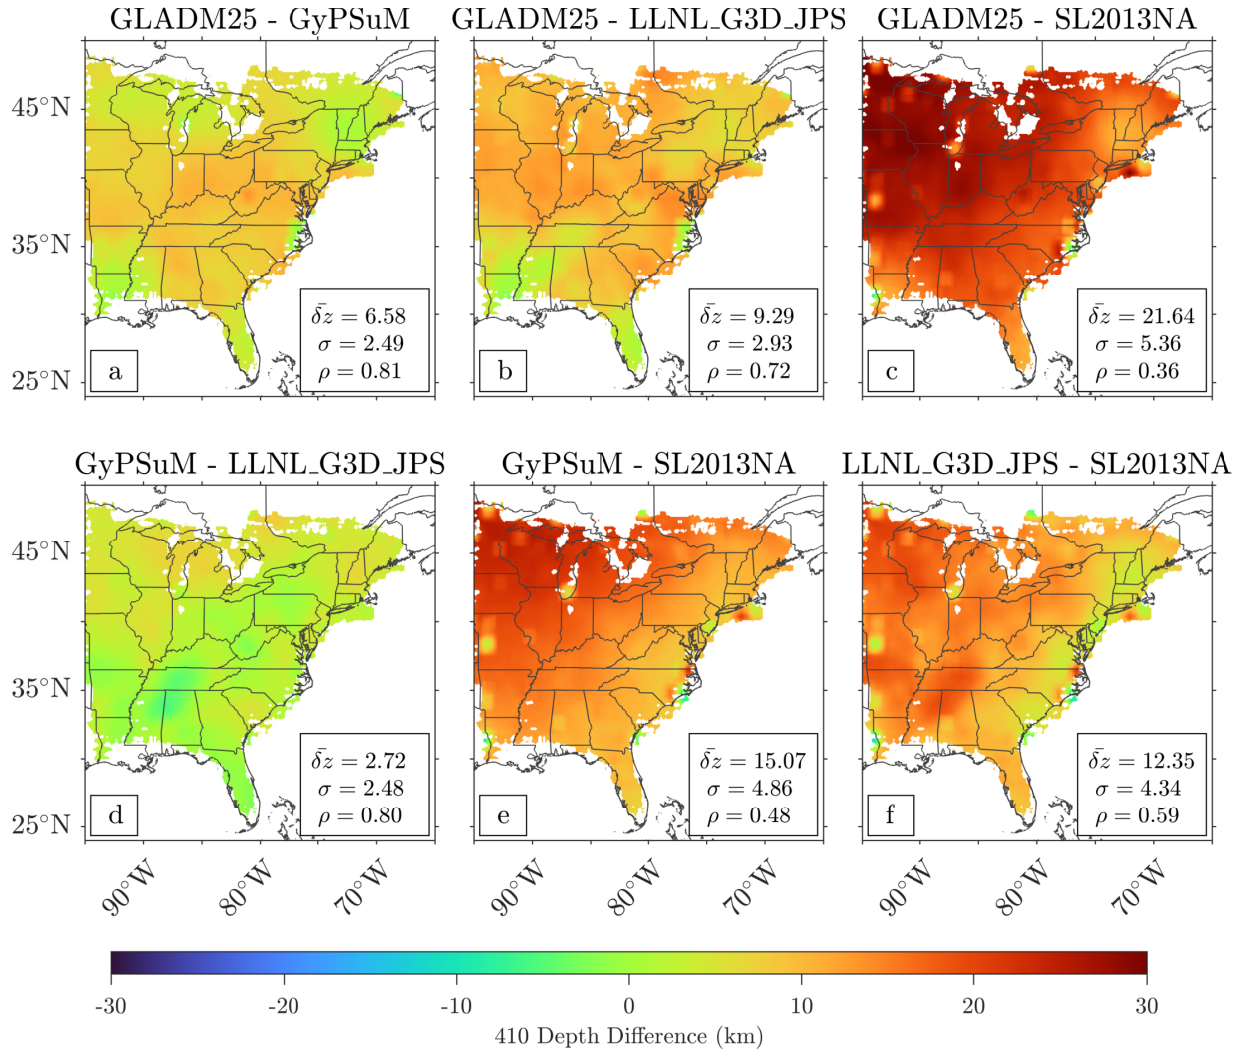 GLADM25 - GyPSuM
GLADM25 - LLNL_G3D_JPS
GLADM25 - SL2013NA
45°N
35°N
25°N
δ̄z = 6.58
σ = 2.49
ρ = 0.81
a
δ̄z = 9.29
σ = 2.93
ρ = 0.72
b
δ̄z = 21.64
σ = 5.36
ρ = 0.36
c
GyPSuM - LLNL_G3D_JPS
GyPSuM - SL2013NA
LLNL_G3D_JPS - SL2013NA
45°N
35°N
25°N
δ̄z = 2.72
σ = 2.48
ρ = 0.80
d
δ̄z = 15.07
σ = 4.86
ρ = 0.48
e
δ̄z = 12.35
σ = 4.34
ρ = 0.59
f
90°W 80°W 70°W
90°W 80°W 70°W
90°W 80°W 70°W
-30 -20 -10 0 10 20 30
410 Depth Difference (km)